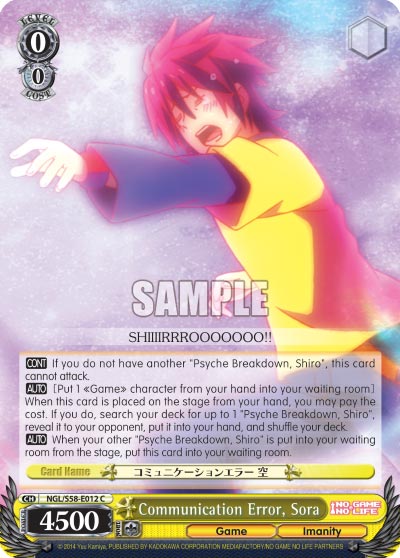 LEVEL
0
0
COST
SAMPLE
SHIIIIRRROOOOOOO!!
CONT If you do not have another "Psyche Breakdown, Shiro", this card
cannot attack.
AUTO [Put 1 «Game» character from your hand into your waiting room]
When this card is placed on the stage from your hand, you may pay the
cost. If you do, search your deck for up to 1 "Psyche Breakdown, Shiro",
reveal it to your opponent, put it into your hand, and shuffle your deck.
AUTO When your other "Psyche Breakdown, Shiro" is put into your waiting
room from the stage, put this card into your waiting room.
Card Name コミュニケーションエラー 空
CH NGL/S58-E012 C
Communication Error, Sora
NO GAME
NO LIFE
POWER
4500
SOUL
Game
Imanity
© 2014 Yuu Kamiya, PUBLISHED BY KADOKAWA CORPORATION MEDIAFACTORY/NO GAME NO LIFE PARTNERS